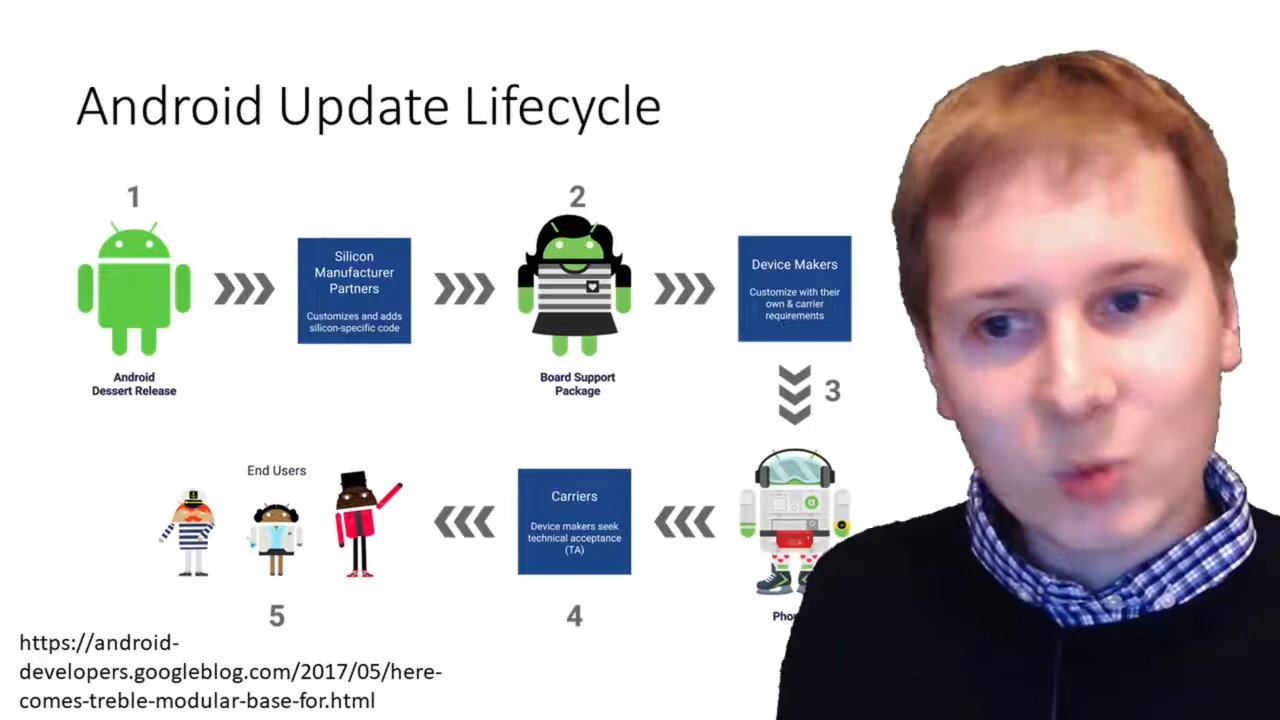 Android Update Lifecycle
1
2
Silicon
Manufacturer
Partners
Customizes and adds
silicon-specific code
Device Makers
Customize with their
own & carrier
requirements
Android
Dessert Release
Board Support
Package
3
End Users
Carriers
Device makers seek
technical acceptance
(TA)
5
4
https://android-
developers.googleblog.com/2017/05/here-
comes-treble-modular-base-for.html